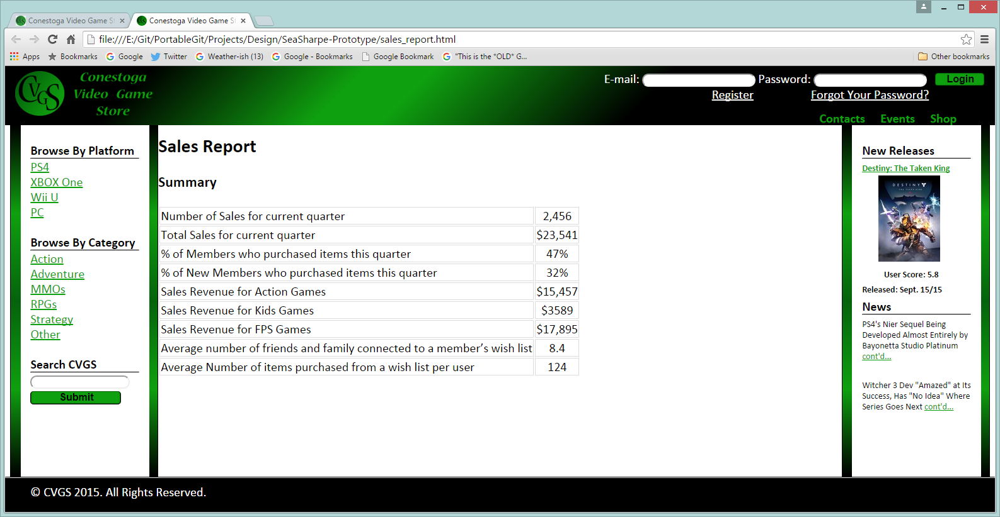 Conestoga Video Game St
Conestoga Video Game St
file:///E:/Git/PortableGit/Projects/Design/SeaSharpe-Prototype/sales_report.html
Apps Bookmarks Google Twitter Weather-ish (13) Google - Bookmarks Google Bookmark "This is the *OLD* G... Other bookmarks
CVGS
Conestoga
Video Game
Store
E-mail: Password: Login
Register Forgot Your Password?
Contacts Events Shop
Browse By Platform
PS4
XBOX One
Wii U
PC
Browse By Category
Action
Adventure
MMOs
RPGs
Strategy
Other
Search CVGS
Submit
Sales Report
Summary
Number of Sales for current quarter 2,456
Total Sales for current quarter $23,541
% of Members who purchased items this quarter 47%
% of New Members who purchased items this quarter 32%
Sales Revenue for Action Games $15,457
Sales Revenue for Kids Games $3589
Sales Revenue for FPS Games $17,895
Average number of friends and family connected to a member’s wish list 8.4
Average Number of items purchased from a wish list per user 124
New Releases
Destiny: The Taken King
DESTINY
THE TAKEN KING
User Score: 5.8
Released: Sept. 15/15
News
PS4's Nier Sequel Being
Developed Almost Entirely by
Bayonetta Studio Platinum
cont'd...
Witcher 3 Dev "Amazed" at Its
Success, Has "No Idea" Where
Series Goes Next cont'd...
© CVGS 2015. All Rights Reserved.